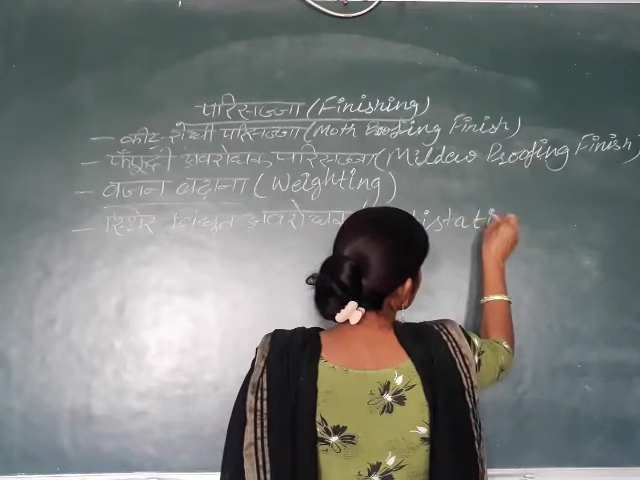 परिसज्जा (Finishing)
– कीट-रोधी परिसज्जा (Moth Proofing Finish)
– फफूंदी अवरोधक परिसज्जा (Mildew Proofing Finish)
– वजन बढ़ाना (Weighting)
– स्थिर विद्युत अवरोधक